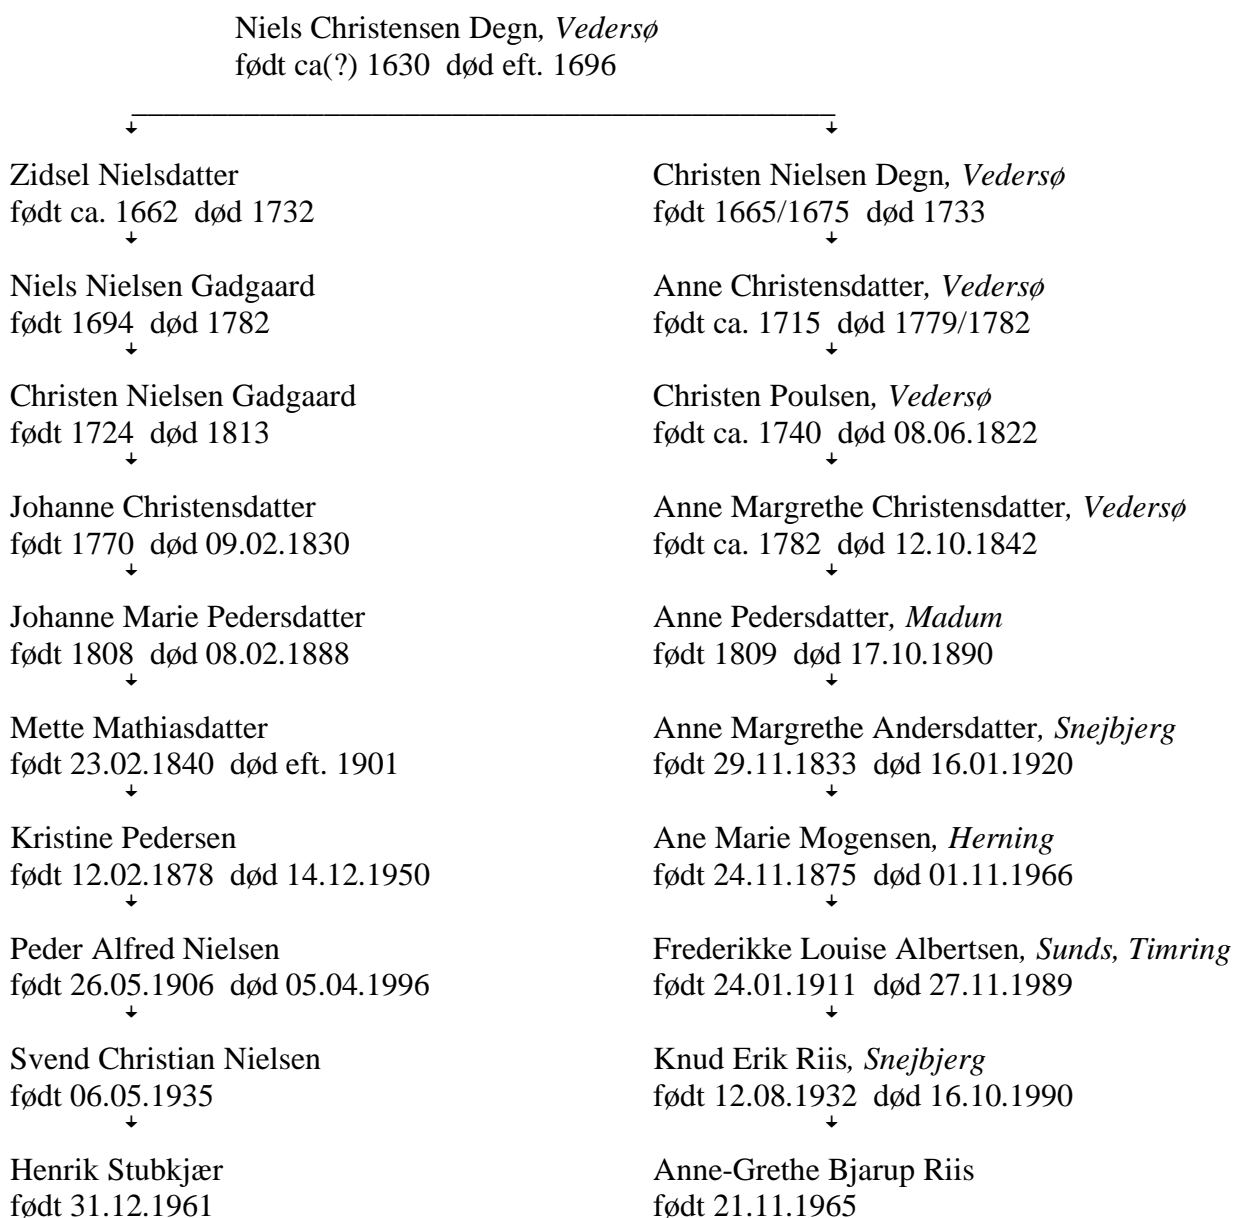 Niels Christensen Degn, Vedersø
født ca(?) 1630 død eft. 1696
Zidsel Nielsdatter
født ca. 1662 død 1732
Niels Nielsen Gadgaard
født 1694 død 1782
Christen Nielsen Gadgaard
født 1724 død 1813
Johanne Christensdatter
født 1770 død 09.02.1830
Johanne Marie Pedersdatter
født 1808 død 08.02.1888
Mette Mathiasdatter
født 23.02.1840 død eft. 1901
Kristine Pedersen
født 12.02.1878 død 14.12.1950
Peder Alfred Nielsen
født 26.05.1906 død 05.04.1996
Svend Christian Nielsen
født 06.05.1935
Henrik Stubkjær
født 31.12.1961
Christen Nielsen Degn, Vedersø
født 1665/1675 død 1733
Anne Christensdatter, Vedersø
født ca. 1715 død 1779/1782
Christen Poulsen, Vedersø
født ca. 1740 død 08.06.1822
Anne Margrethe Christensdatter, Vedersø
født ca. 1782 død 12.10.1842
Anne Pedersdatter, Madum
født 1809 død 17.10.1890
Anne Margrethe Andersdatter, Snejbjerg
født 29.11.1833 død 16.01.1920
Ane Marie Mogensen, Herning
født 24.11.1875 død 01.11.1966
Frederikke Louise Albertsen, Sunds, Timring
født 24.01.1911 død 27.11.1989
Knud Erik Riis, Snejbjerg
født 12.08.1932 død 16.10.1990
Anne-Grethe Bjarup Riis
født 21.11.1965